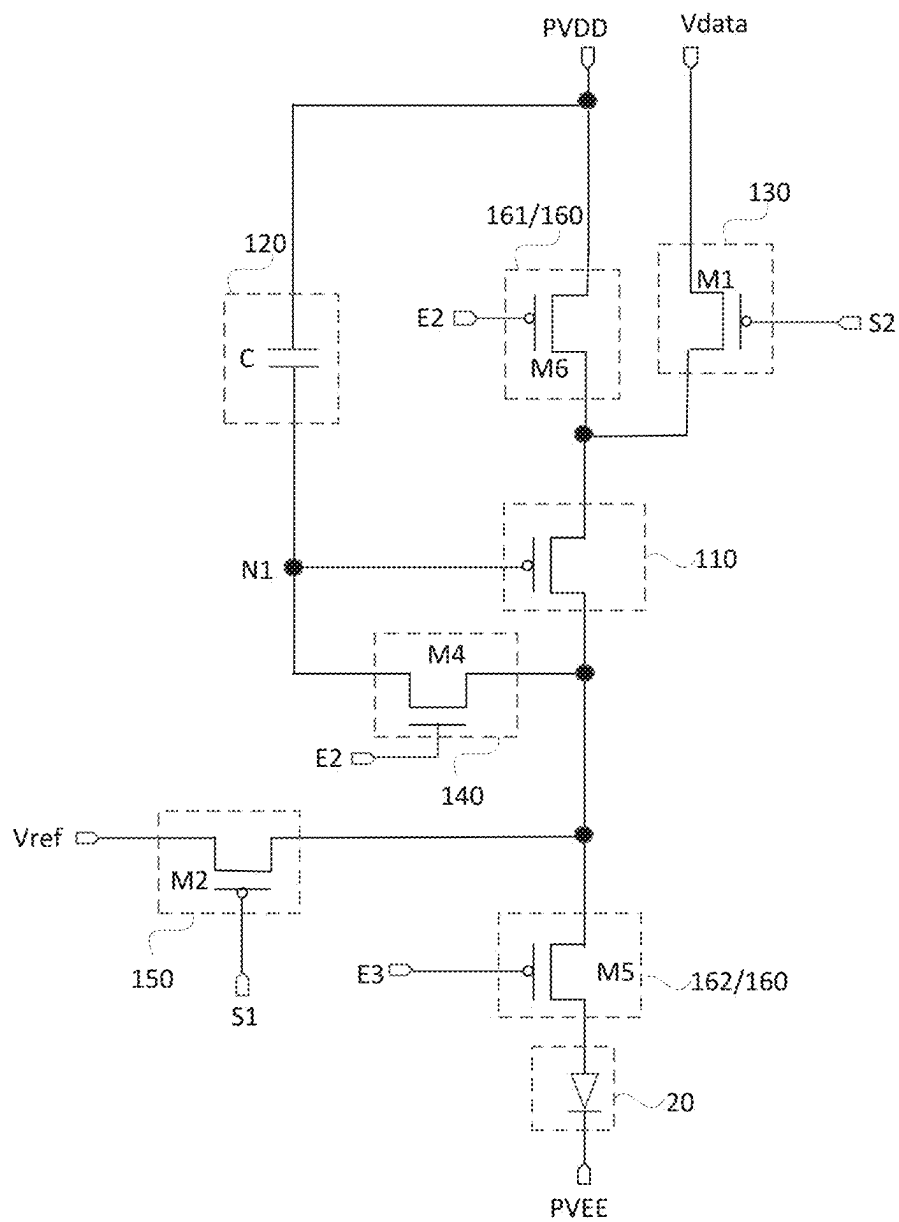 PVDD
Vdata
161/160
130
120
M1
E2
S2
C
M6
N1
110
M4
E2
140
Vref
M2
150
E3
M5
162/160
S1
20
PVEE